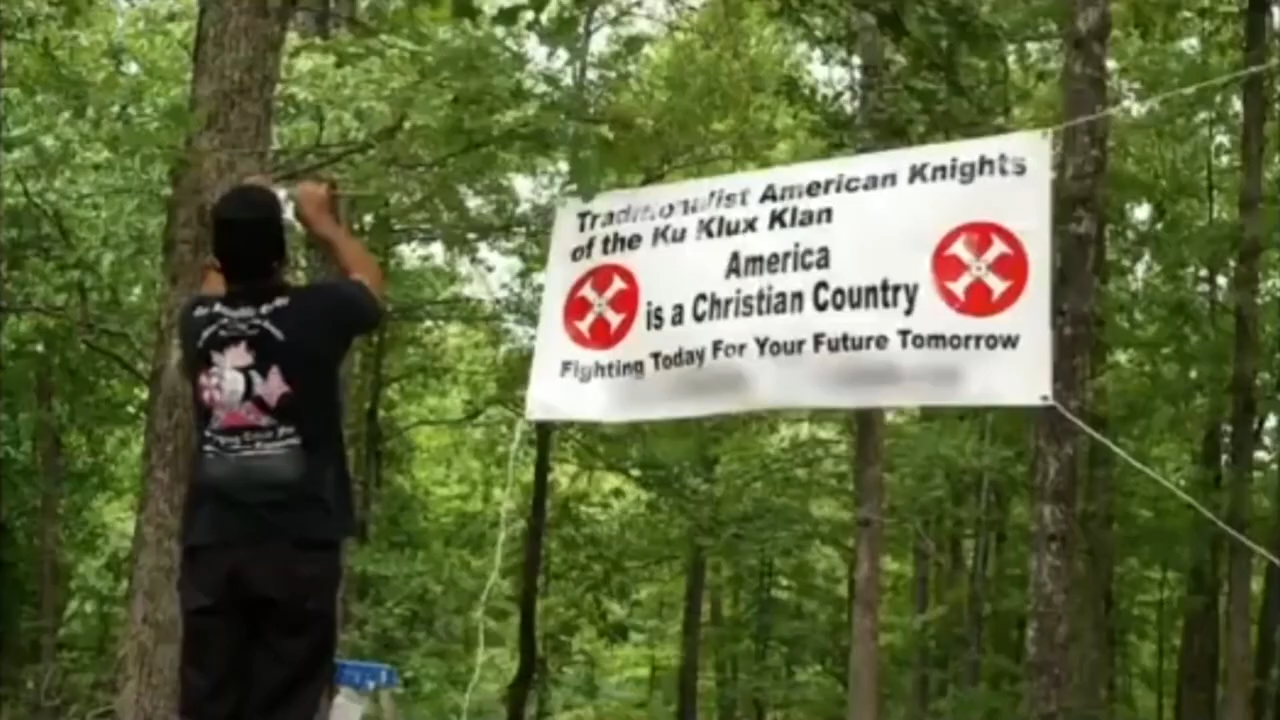 Traditionalist American Knights
of the Ku Klux Klan
America
is a Christian Country
Fighting Today For Your Future Tomorrow